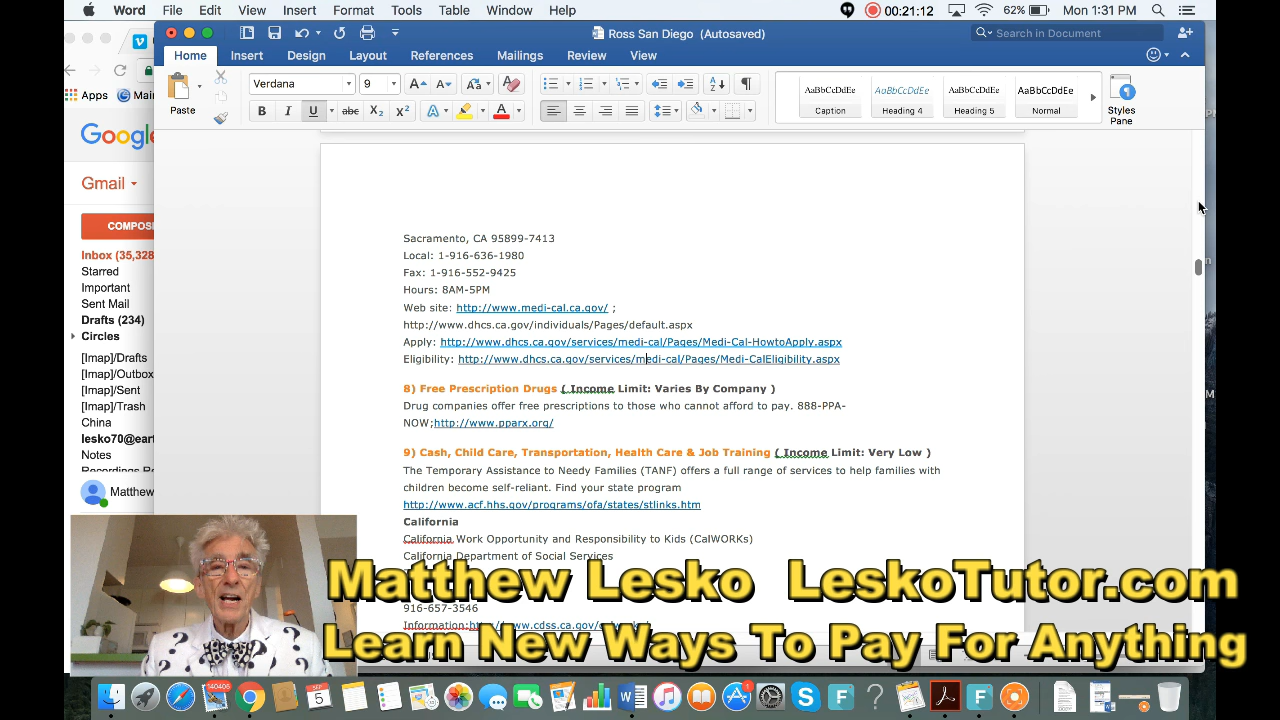 Word File Edit View Insert Format Tools Table Window Help 00:21:12 62% Mon 1:31 PM
Ross San Diego (Autosaved)
Search in Document
Home Insert Design Layout References Mailings Review View
Apps
Paste
Verdana 9
AaBbCcDdEe AaBbCcDdEe AaBbCcDdEe AaBbCcDdEe
Caption Heading 4 Heading 5 Normal
Styles Pane
B I U abc X₂ X²
Google
Gmail
COMPOS
Inbox (35,328
Starred
Important
Sent Mail
Drafts (234)
Circles
[Imap]/Drafts
[Imap]/Outbox
[Imap]/Sent
[Imap]/Trash
China
lesko70@eart
Notes
Matthew
Sacramento, CA 95899-7413
Local: 1-916-636-1980
Fax: 1-916-552-9425
Hours: 8AM-5PM
Web site: http://www.medi-cal.ca.gov/ ;
http://www.dhcs.ca.gov/individuals/Pages/default.aspx
Apply: http://www.dhcs.ca.gov/services/medi-cal/Pages/Medi-Cal-HowtoApply.aspx
Eligibility: http://www.dhcs.ca.gov/services/medi-cal/Pages/Medi-CalEligibility.aspx
8) Free Prescription Drugs ( Income Limit: Varies By Company )
Drug companies offer free prescriptions to those who cannot afford to pay. 888-PPA-
NOW;http://www.pparx.org/
9) Cash, Child Care, Transportation, Health Care & Job Training ( Income Limit: Very Low )
The Temporary Assistance to Needy Families (TANF) offers a full range of services to help families with
children become self-reliant. Find your state program
http://www.acf.hhs.gov/programs/ofa/states/stlinks.htm
California
California Work Opportunity and Responsibility to Kids (CalWORKs)
California Department of Social Services
916-657-3546
Matthew Lesko LeskoTutor.com
Learn New Ways To Pay For Anything